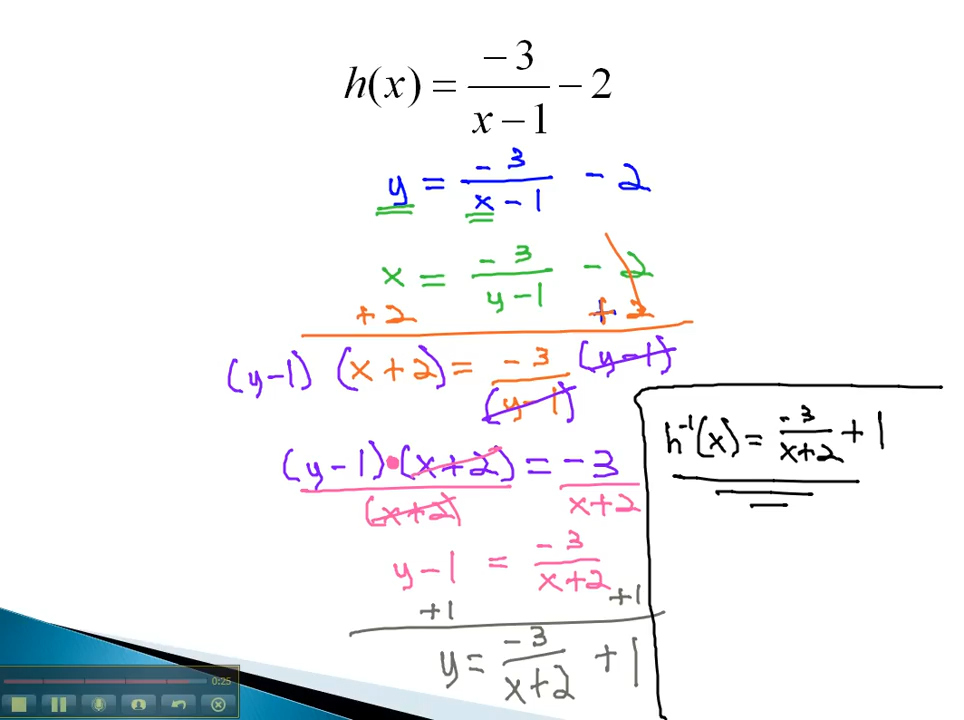 h(x) = -3/(x-1) - 2
y = -3/(x-1) - 2
x = -3/(y-1) - 2
+2 +2
(y-1) (x+2) = -3/(y-1) (y-1)
(y-1)•(x+2) = -3
(x+2) x+2
y-1 = -3/(x+2)
+1 +1
y = -3/(x+2) + 1
h⁻¹(x) = -3/(x+2) + 1
0:25